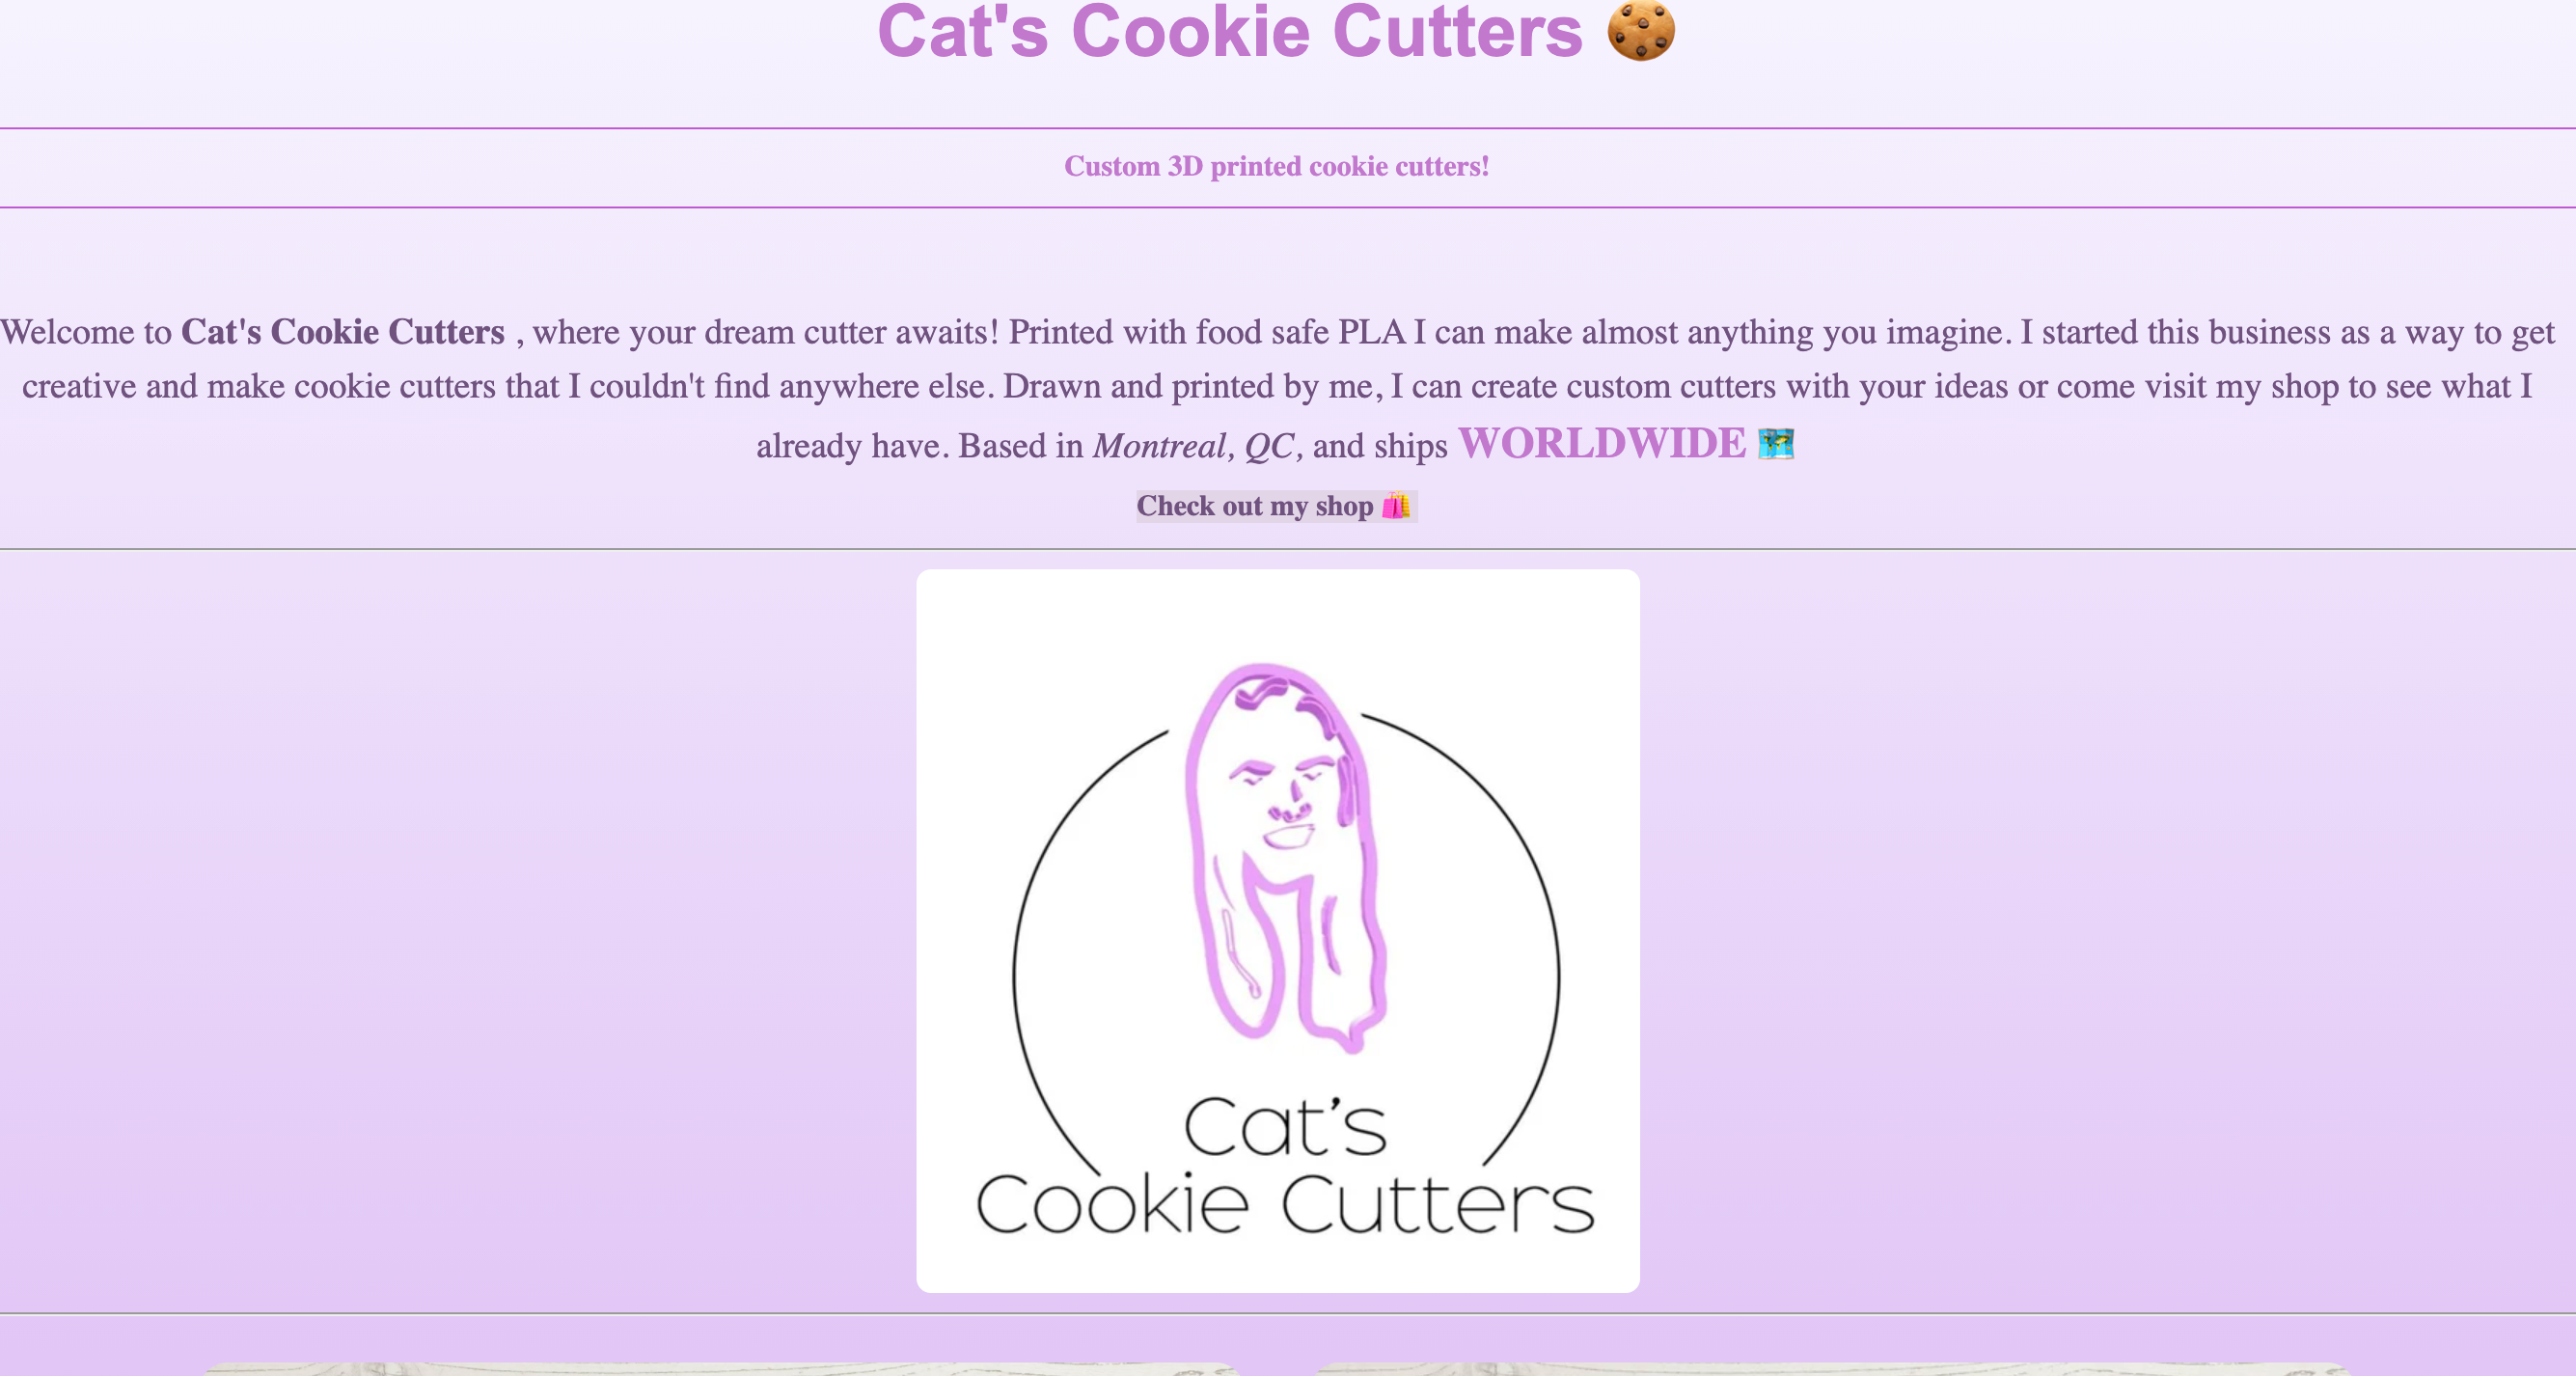 Cat's Cookie Cutters 🍪
Custom 3D printed cookie cutters!
Welcome to Cat's Cookie Cutters , where your dream cutter awaits! Printed with food safe PLA I can make almost anything you imagine. I started this business as a way to get
creative and make cookie cutters that I couldn't find anywhere else. Drawn and printed by me, I can create custom cutters with your ideas or come visit my shop to see what I
already have. Based in Montreal, QC, and ships WORLDWIDE 🗺️
Check out my shop 🛍️
Cat's
Cookie Cutters